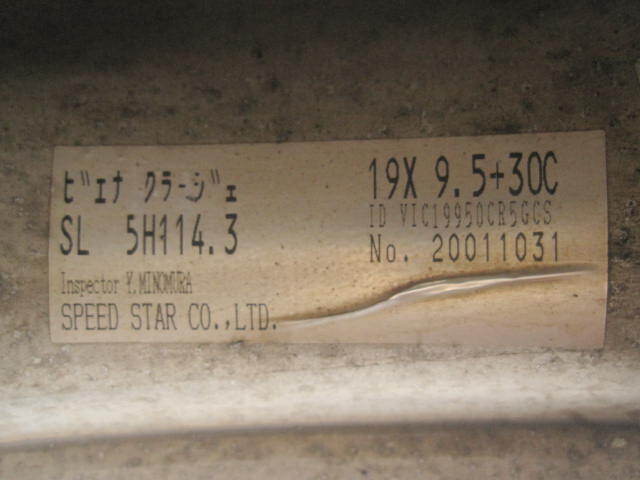 ビエナ クラージェ
19X 9.5+30C
ID VIC19950CR5GCS
SL 5H114.3
No. 20011031
Inspector Y.MINOMURA
SPEED STAR CO.,LTD.